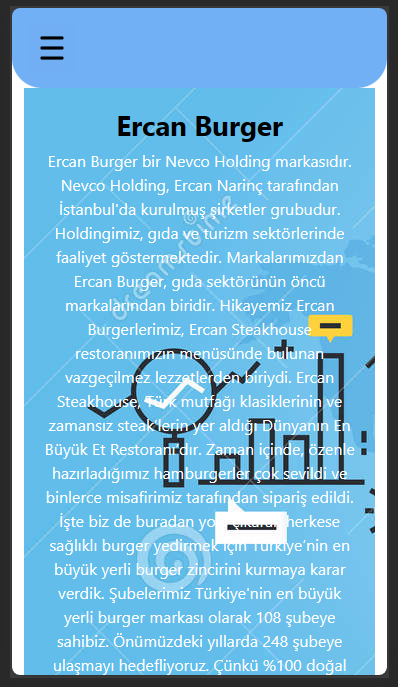 Ercan Burger
Ercan Burger bir Nevco Holding markasıdır.
Nevco Holding, Ercan Narinç tarafından
İstanbul'da kurulmuş şirketler grubudur.
Holdingimiz, gıda ve turizm sektörlerinde
faaliyet göstermektedir. Markalarımızdan
Ercan Burger, gıda sektörünün öncü
markalarından biridir. Hikayemiz Ercan
Burgerlerimiz, Ercan Steakhouse
restoranımızın menüsünde bulunan
vazgeçilmez lezzetlerden biriydi. Ercan
Steakhouse, Türk mutfağı klasiklerinin ve
zamansız steak'lerin yer aldığı Dünyanın En
Büyük Et Restoranı'dır. Zaman içinde, özenle
hazırladığımız hamburgerler çok sevildi ve
binlerce misafirimiz tarafından sipariş edildi.
İşte biz de buradan yola çıkarak herkese
sağlıklı burger yedirmek için Türkiye'nin en
büyük yerli burger zincirini kurmaya karar
verdik. Şubelerimiz Türkiye'nin en büyük
yerli burger markası olarak 108 şubeye
sahibiz. Önümüzdeki yıllarda 248 şubeye
ulaşmayı hedefliyoruz. Çünkü %100 doğal
dreamstime